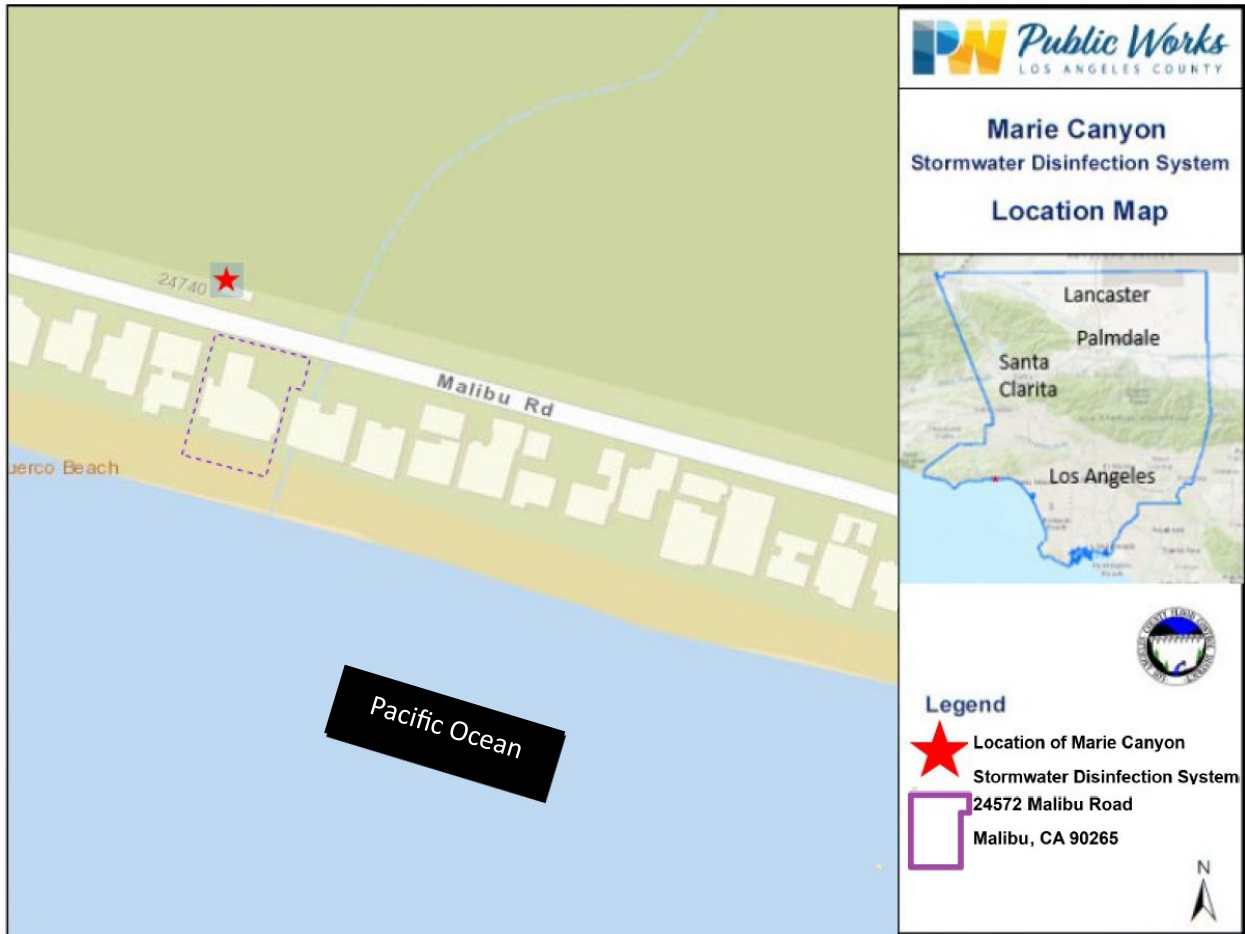 PW Public Works
LOS ANGELES COUNTY
Marie Canyon
Stormwater Disinfection System
Location Map
Lancaster
Palmdale
Santa
Clarita
Los Angeles
24740
Malibu Rd
uerco Beach
Pacific Ocean
Legend
Location of Marie Canyon
Stormwater Disinfection System
24572 Malibu Road
Malibu, CA 90265
N